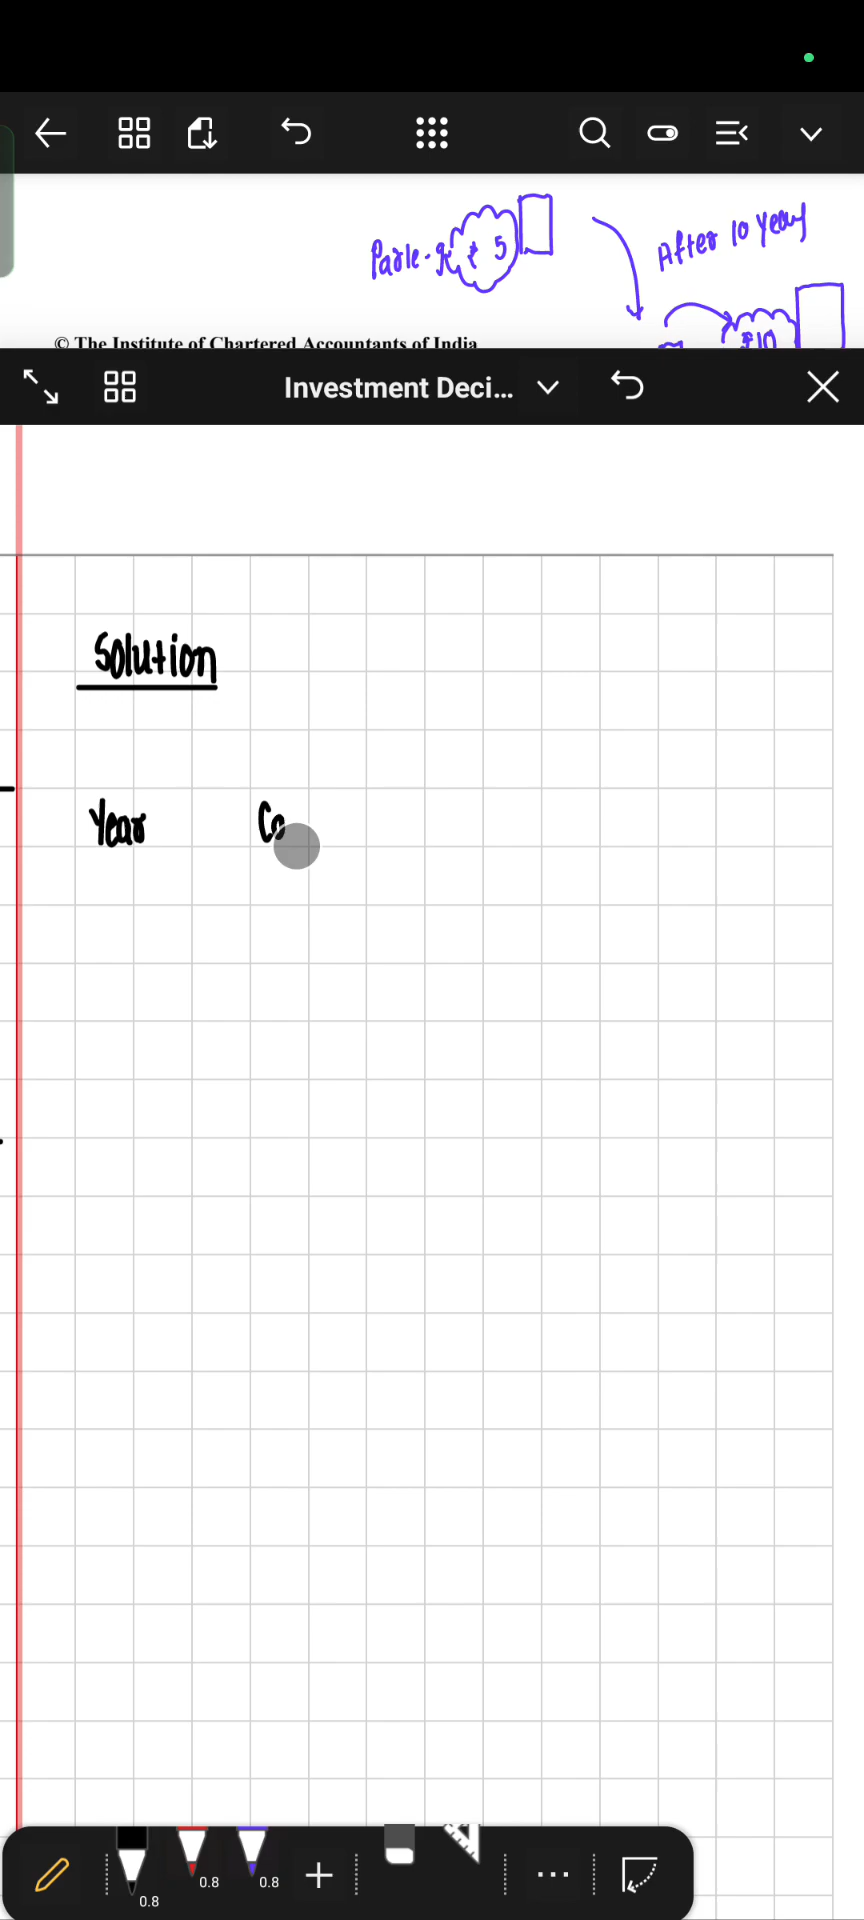 Parle-g ₹ 5
After 10 years
₹10
© The Institute of Chartered Accountants of India
Investment Deci...
Solution
Year Co
0.8 0.8 0.8